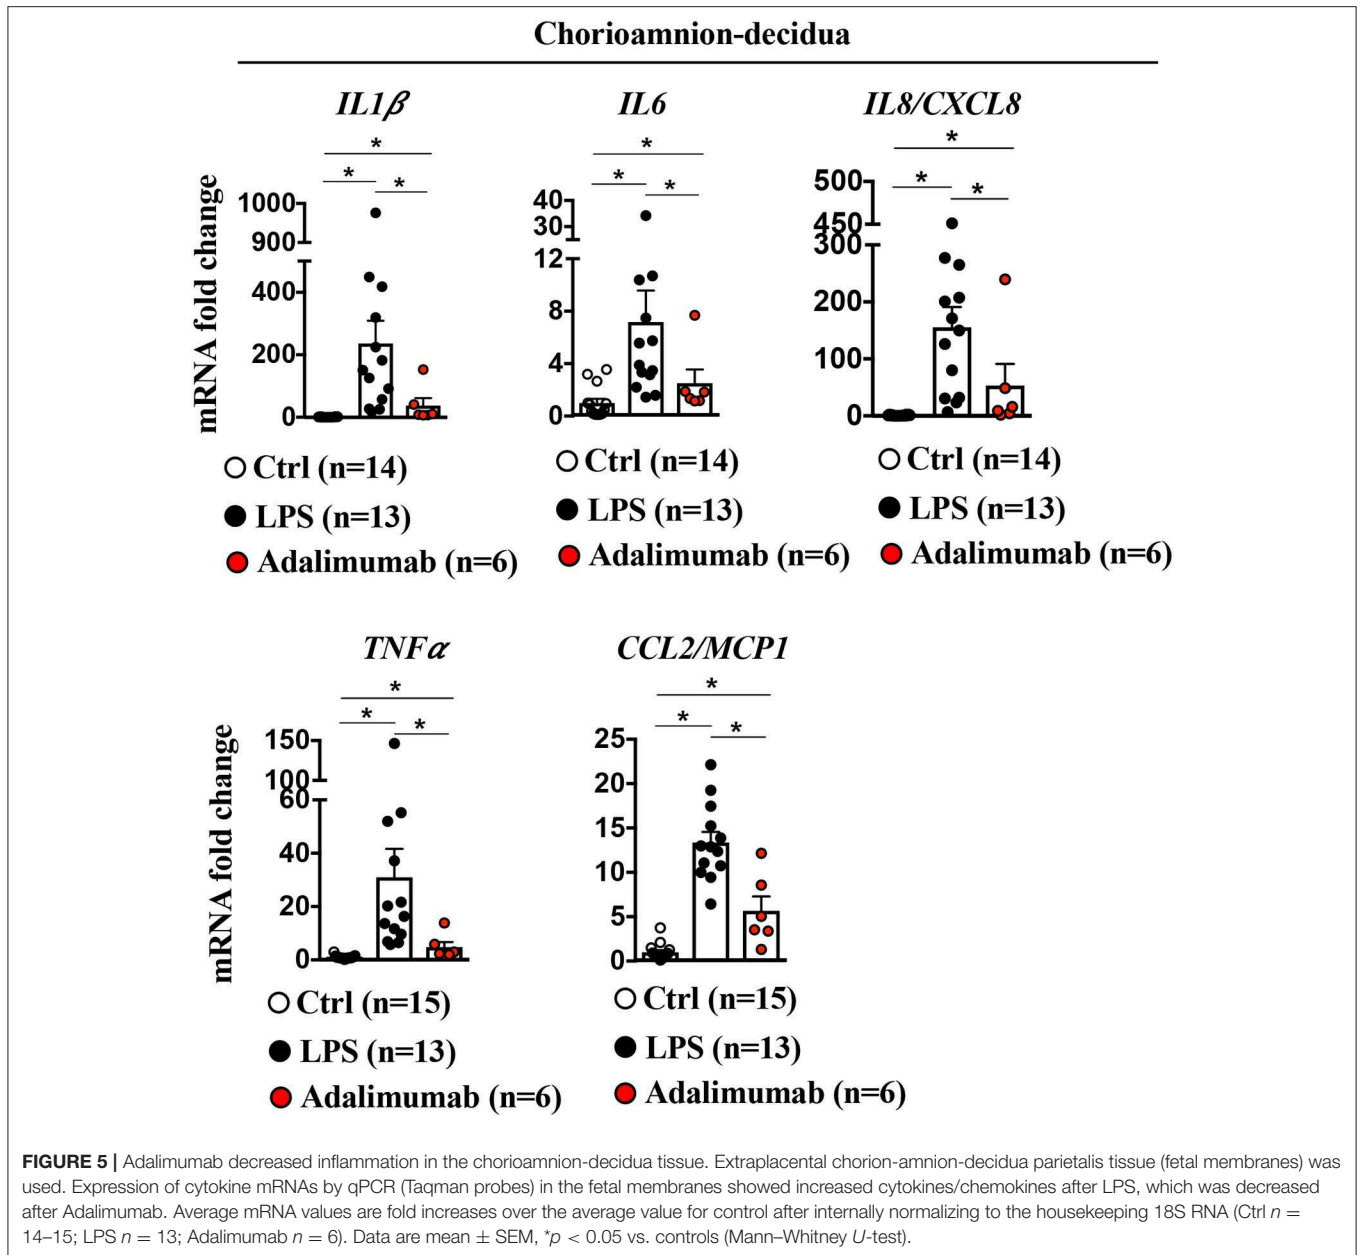 Chorioamnion-decidua
IL1β
IL6
IL8/CXCL8
mRNA fold change
*
*
*
1000
900
400
200
0
*
*
*
40
30
12
8
4
0
*
*
*
500
450
300
200
100
0
Ctrl (n=14)
LPS (n=13)
Adalimumab (n=6)
Ctrl (n=14)
LPS (n=13)
Adalimumab (n=6)
Ctrl (n=14)
LPS (n=13)
Adalimumab (n=6)
TNFα
CCL2/MCP1
mRNA fold change
*
*
*
150
100
60
40
20
0
*
*
*
25
20
15
10
5
0
Ctrl (n=15)
LPS (n=13)
Adalimumab (n=6)
Ctrl (n=15)
LPS (n=13)
Adalimumab (n=6)
FIGURE 5 | Adalimumab decreased inflammation in the chorioamnion-decidua tissue. Extraplacental chorion-amnion-decidua parietalis tissue (fetal membranes) was
used. Expression of cytokine mRNAs by qPCR (Taqman probes) in the fetal membranes showed increased cytokines/chemokines after LPS, which was decreased
after Adalimumab. Average mRNA values are fold increases over the average value for control after internally normalizing to the housekeeping 18S RNA (Ctrl n =
14–15; LPS n = 13; Adalimumab n = 6). Data are mean ± SEM, *p < 0.05 vs. controls (Mann–Whitney U-test).